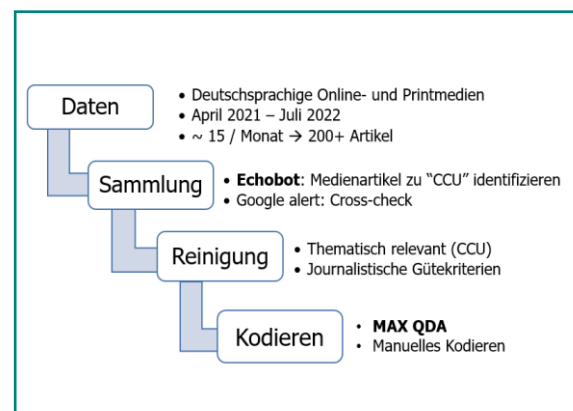 Daten
• Deutschsprachige Online- und Printmedien
• April 2021 – Juli 2022
• ~ 15 / Monat → 200+ Artikel
Sammlung
• Echobot: Medienartikel zu "CCU" identifizieren
• Google alert: Cross-check
Reinigung
• Thematisch relevant (CCU)
• Journalistische Gütekriterien
Kodieren
• MAX QDA
• Manuelles Kodieren